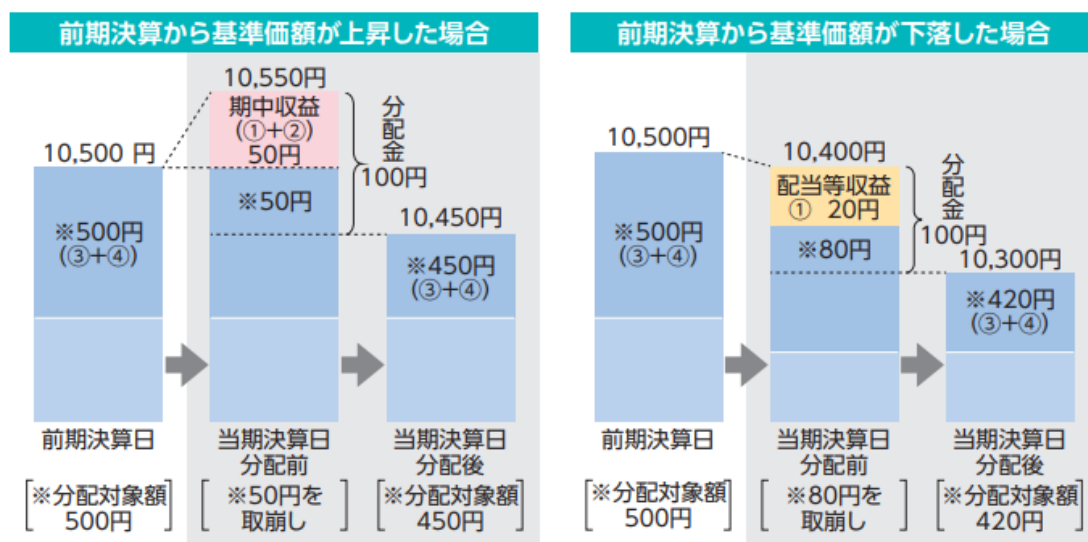 前期決算から基準価額が上昇した場合
10,550円
期中収益
(①+②)
50円
分配金
100円
10,500 円
※500円
(③+④)
※50円
10,450円
※450円
(③+④)
前期決算日
当期決算日
分配前
当期決算日
分配後
※分配対象額
500円
※50円を
取崩し
※分配対象額
450円
前期決算から基準価額が下落した場合
10,500円
※500円
(③+④)
10,400円
配当等収益
① 20円
※80円
分配金
100円
10,300円
※420円
(③+④)
前期決算日
当期決算日
分配前
当期決算日
分配後
※分配対象額
500円
※80円を
取崩し
※分配対象額
420円